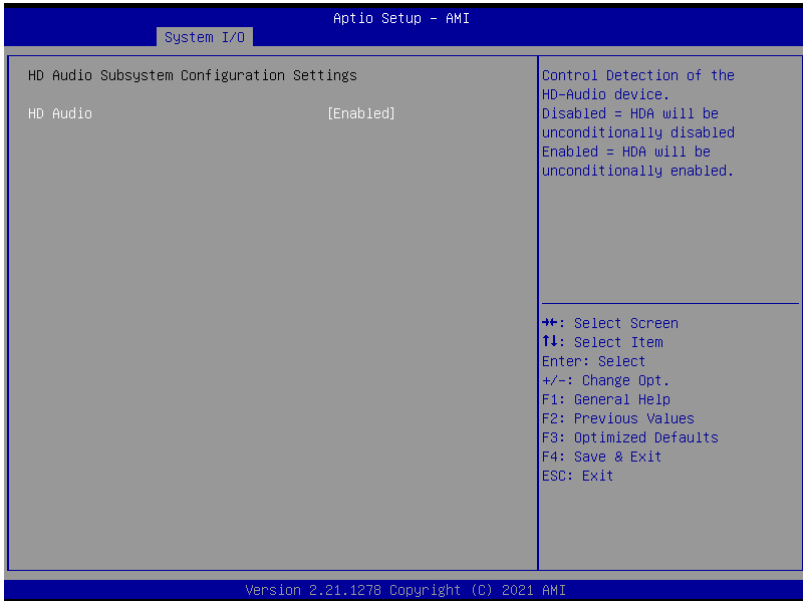 Aptio Setup – AMI
System I/O
HD Audio Subsystem Configuration Settings
HD Audio [Enabled]
Control Detection of the
HD-Audio device.
Disabled = HDA will be
unconditionally disabled
Enabled = HDA will be
unconditionally enabled.
→←: Select Screen
↑↓: Select Item
Enter: Select
+/-: Change Opt.
F1: General Help
F2: Previous Values
F3: Optimized Defaults
F4: Save & Exit
ESC: Exit
Version 2.21.1278 Copyright (C) 2021 AMI